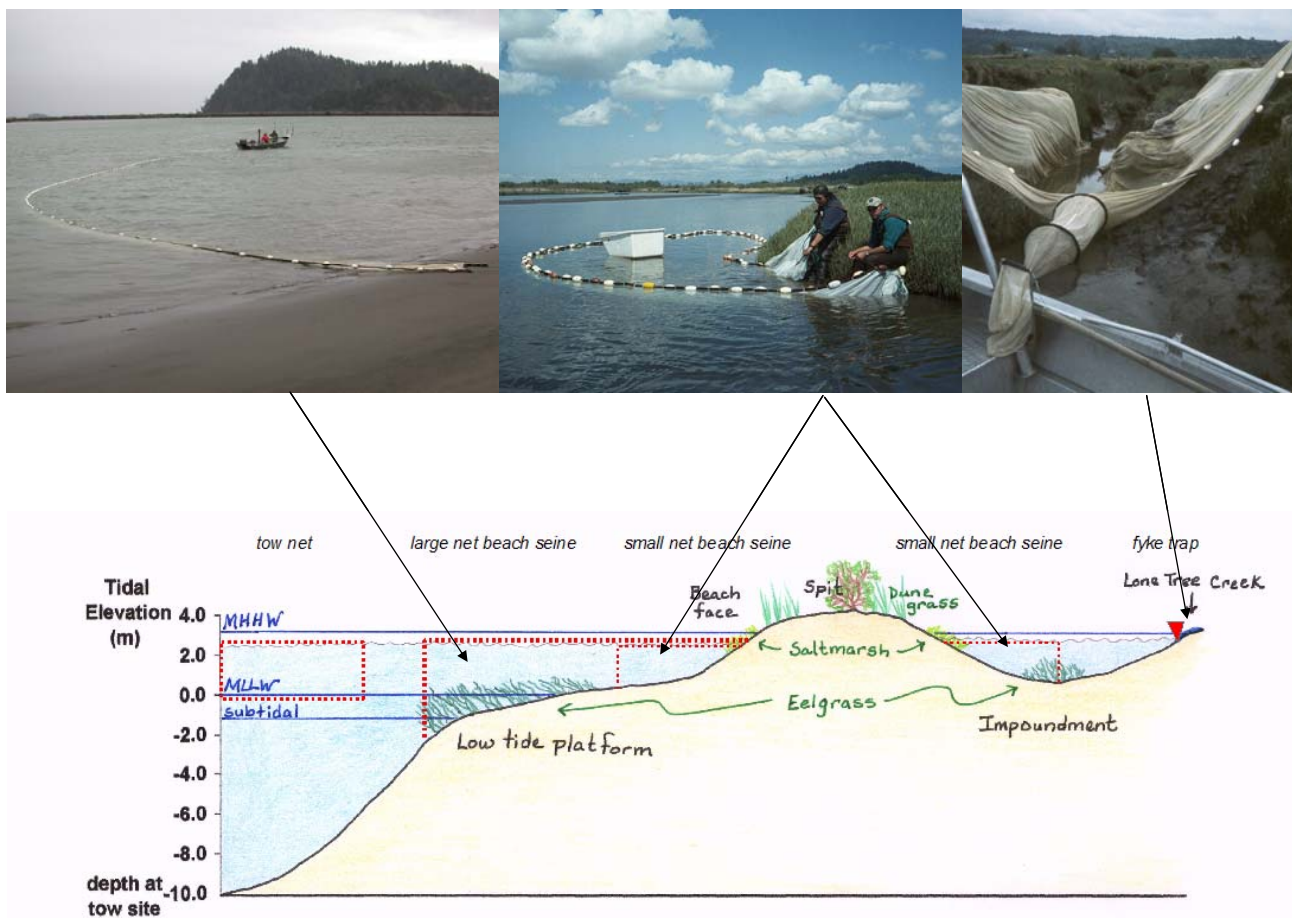 tow net
large net beach seine
small net beach seine
small net beach seine
fyke trap
Tidal
Elevation
(m)
4.0
2.0
0.0
-2.0
-4.0
-6.0
-8.0
-10.0
depth at
tow site
MHHW
MLLW
subtidal
Beach
face
Spit
Dune
grass
Lone Tree Creek
Saltmarsh
Eelgrass
Low tide platform
Impoundment